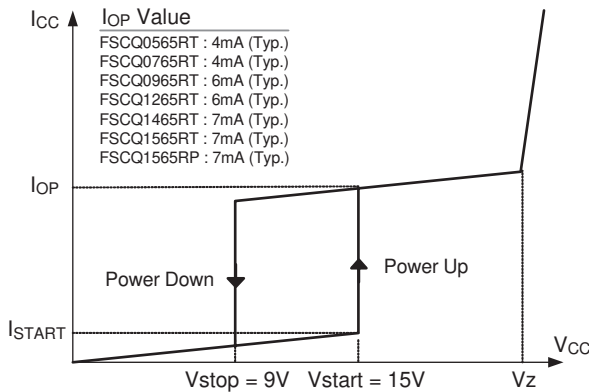 ICC
IOP Value
FSCQ0565RT : 4mA (Typ.)
FSCQ0765RT : 4mA (Typ.)
FSCQ0965RT : 6mA (Typ.)
FSCQ1265RT : 6mA (Typ.)
FSCQ1465RT : 7mA (Typ.)
FSCQ1565RT : 7mA (Typ.)
FSCQ1565RP : 7mA (Typ.)
IOP
Power Down
Power Up
ISTART
VCC
Vstop = 9V
Vstart = 15V
Vz